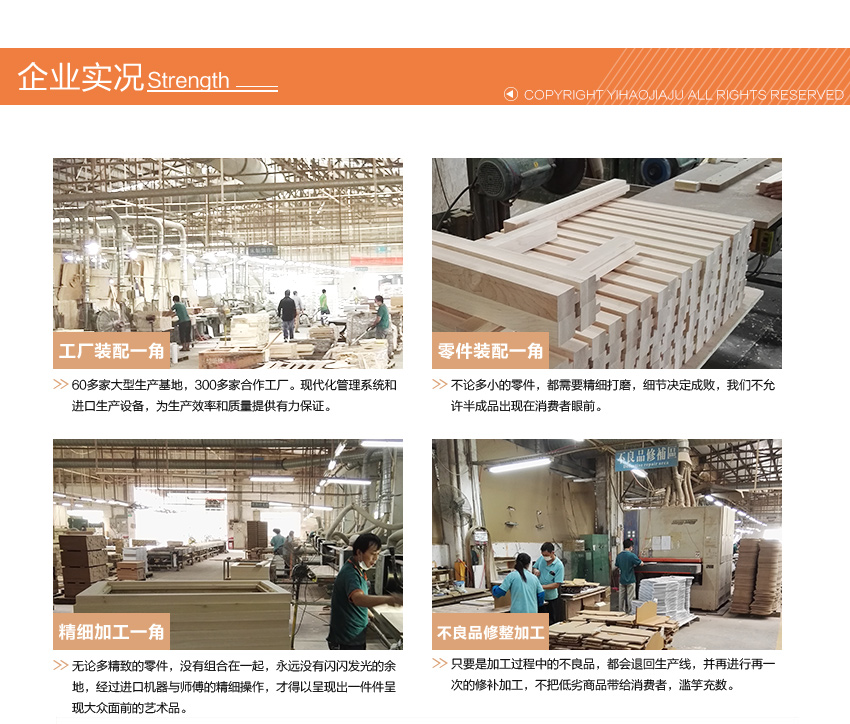 企业实况 Strength
COPYRIGHT YIHAOJIAJU ALL RIGHTS RESERVED
工厂装配一角
零件装配一角
60多家大型生产基地，300多家合作工厂。现代化管理系统和
进口生产设备，为生产效率和质量提供有力保证。
不论多小的零件，都需要精细打磨，细节决定成败，我们不允
许半成品出现在消费者眼前。
不良品修補區
精细加工一角
不良品修整加工
无论多精致的零件，没有组合在一起，永远没有闪闪发光的余
地，经过进口机器与师傅的精细操作，才得以呈现出一件件呈
现大众面前的艺术品。
只要是加工过程中的不良品，都会退回生产线，并再进行再一
次的修补加工，不把低劣商品带给消费者，滥竽充数。